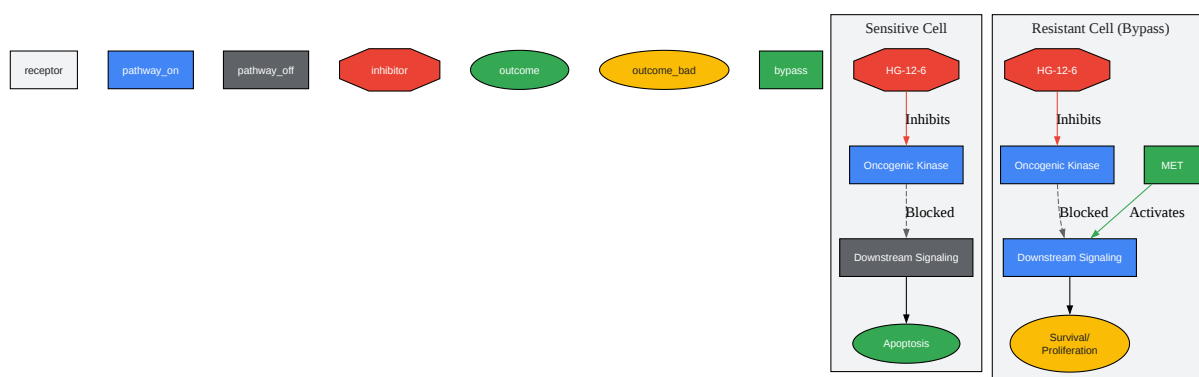 receptor
pathway_on
pathway_off
inhibitor
outcome
outcome_bad
bypass
Sensitive Cell
HG-12-6
Inhibits
Oncogenic Kinase
Blocked
Downstream Signaling
Apoptosis
Resistant Cell (Bypass)
HG-12-6
Inhibits
Oncogenic Kinase
MET
Blocked
Activates
Downstream Signaling
Survival/
Proliferation